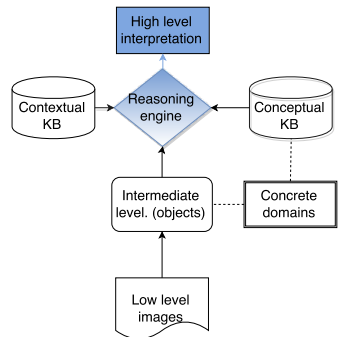 High level
interpretation
Contextual
KB
Reasoning
engine
Conceptual
KB
Intermediate
level. (objects)
Concrete
domains
Low level
images